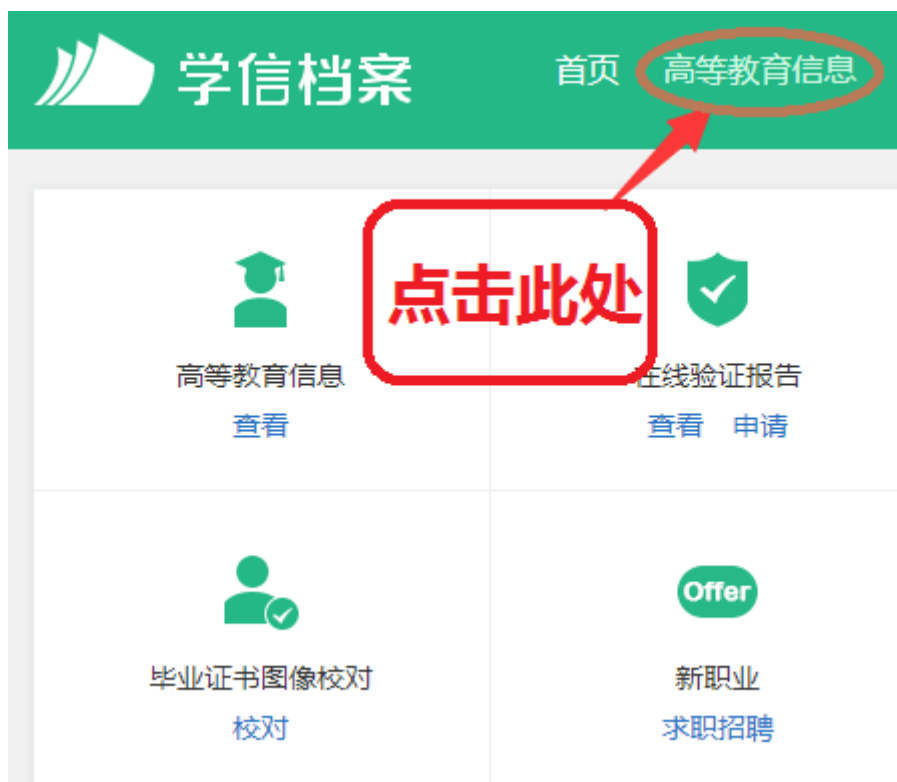 学信档案
首页 高等教育信息
点击此处
高等教育信息
查看
在线验证报告
查看 申请
毕业证书图像校对
校对
Offer
新职业
求职招聘